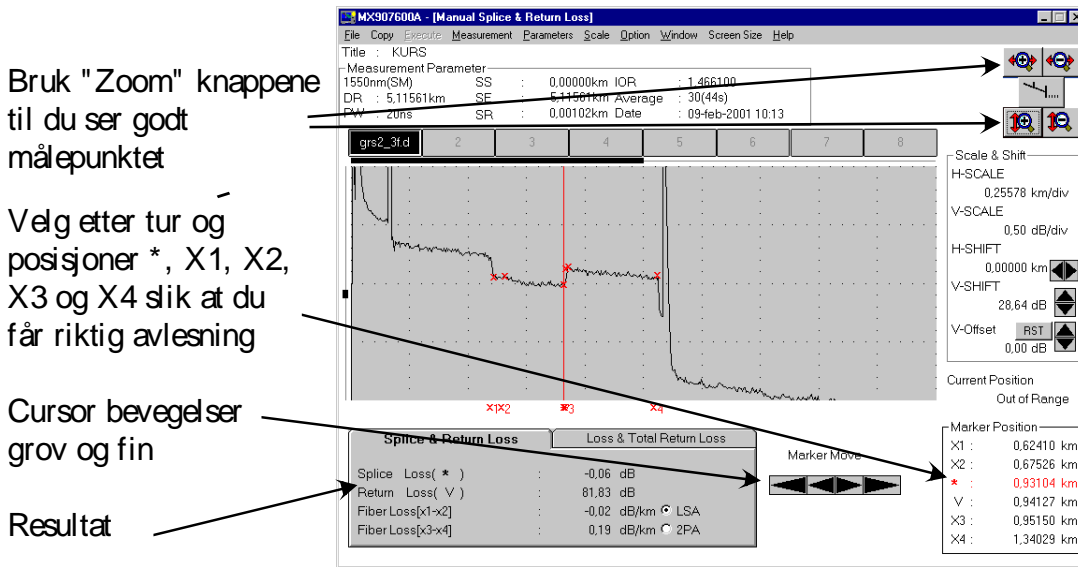 Bruk "Zoom" knappene
til du ser godt
målepunktet
Velg etter tur og
posisjoner *, X1, X2,
X3 og X4 slik at du
får riktig avlesning
Cursor bevegelser
grov og fin
Resultat
MX907600A - [Manual Splice & Return Loss]
File Copy Execute Measurement Parameters Scale Option Window Screen Size Help
Title : KURS
Measurement Parameter
1550nm(SM) SS : 0,00000km IOR : 1.466100
DR : 5,11561km SE : 5,11561km Average : 30(44s)
PW : 20ns SR : 0,00102km Date : 09-feb-2001 10:13
grs2_3f.d 2 3 4 5 6 7 8
Scale & Shift
H-SCALE
0,25578 km/div
V-SCALE
0,50 dB/div
H-SHIFT
0,00000 km
V-SHIFT
28,64 dB
V-Offset RST
0,00 dB
Current Position
Out of Range
X1 X2 X3 X4
Splice & Return Loss Loss & Total Return Loss
Splice Loss( * ) : -0,06 dB
Return Loss( V ) : 81,83 dB
Fiber Loss[x1-x2] : -0,02 dB/km LSA
Fiber Loss[x3-x4] : 0,19 dB/km 2PA
Marker Move
Marker Position
X1 : 0,62410 km
X2 : 0,67526 km
* : 0,93104 km
V : 0,94127 km
X3 : 0,95150 km
X4 : 1,34029 km